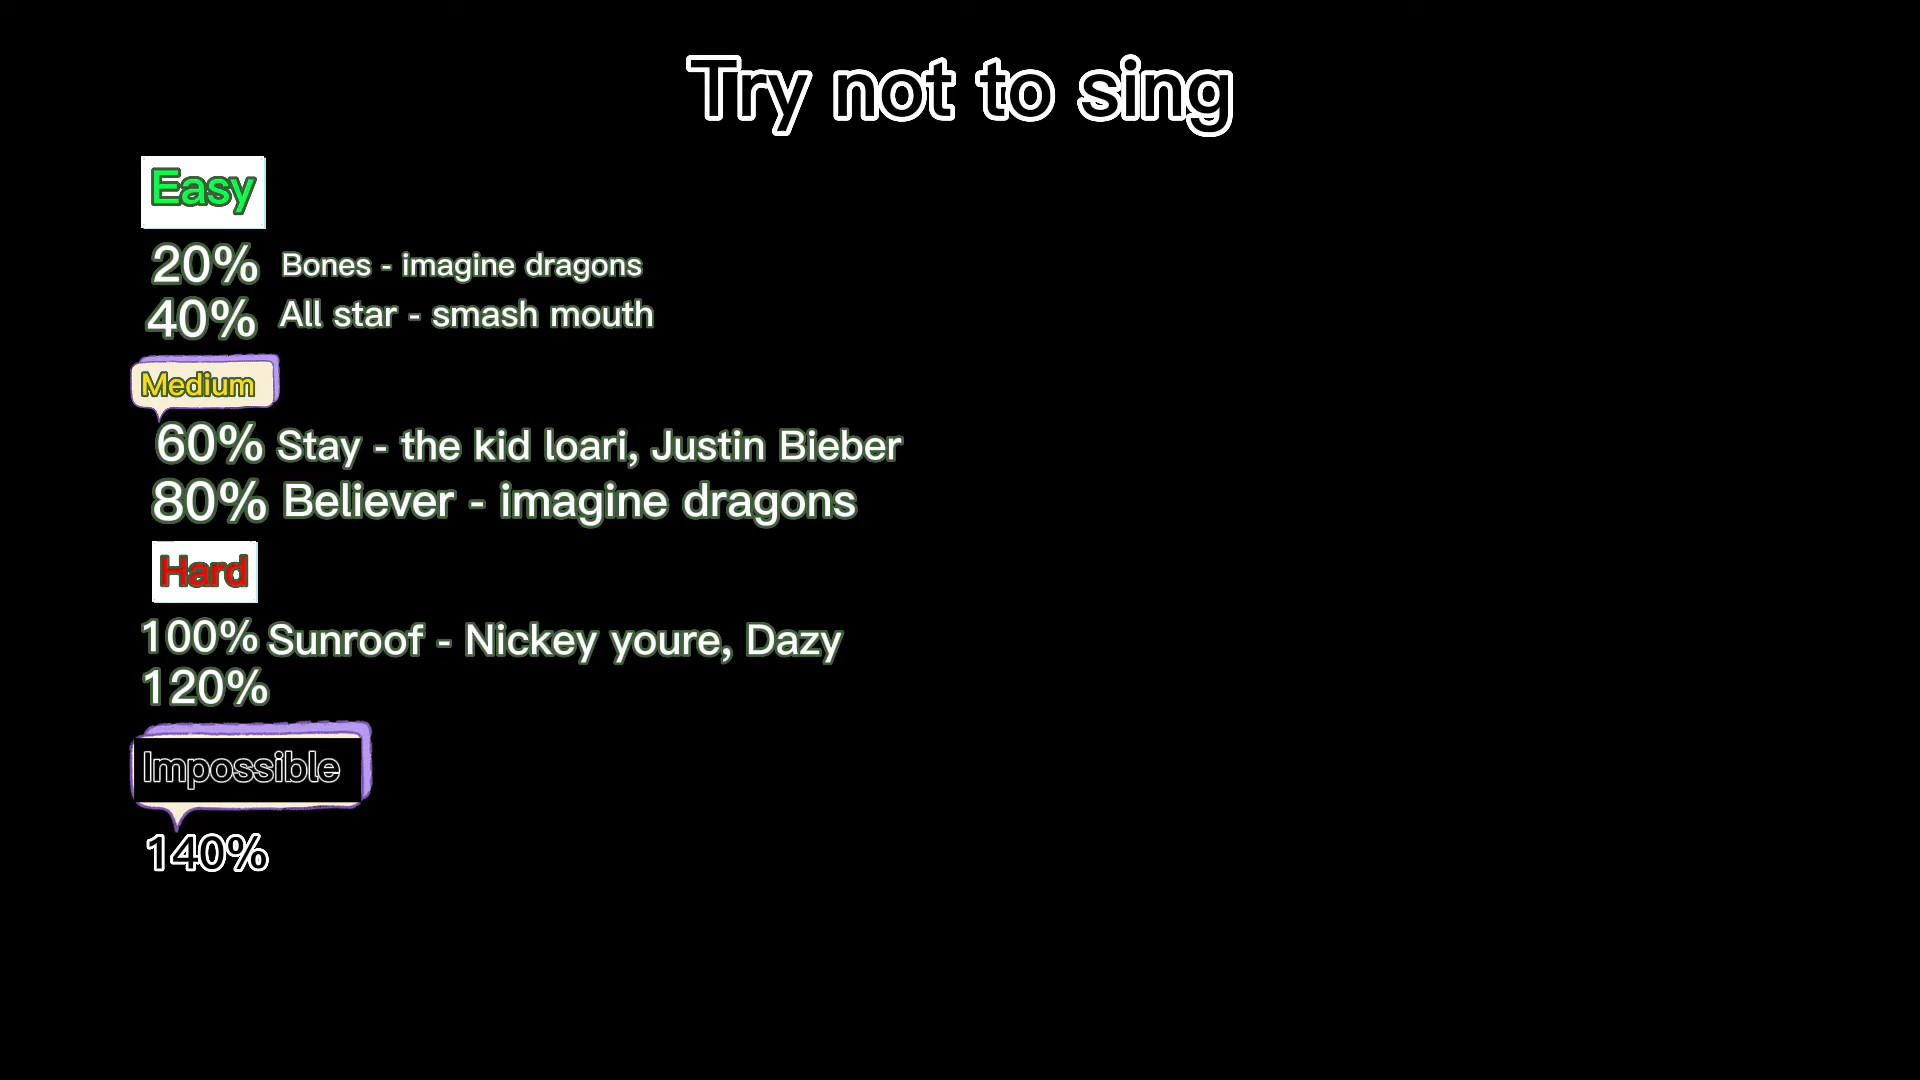 Try not to sing
Easy
20% Bones - imagine dragons
40% All star - smash mouth
Medium
60% Stay - the kid loari, Justin Bieber
80% Believer - imagine dragons
Hard
100% Sunroof - Nickey youre, Dazy
120%
Impossible
140%